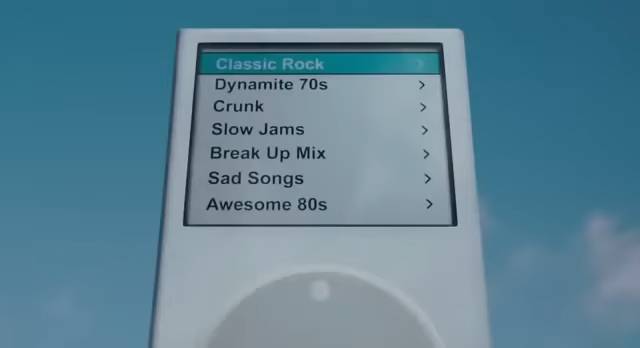 Classic Rock
Dynamite 70s
Crunk
Slow Jams
Break Up Mix
Sad Songs
Awesome 80s